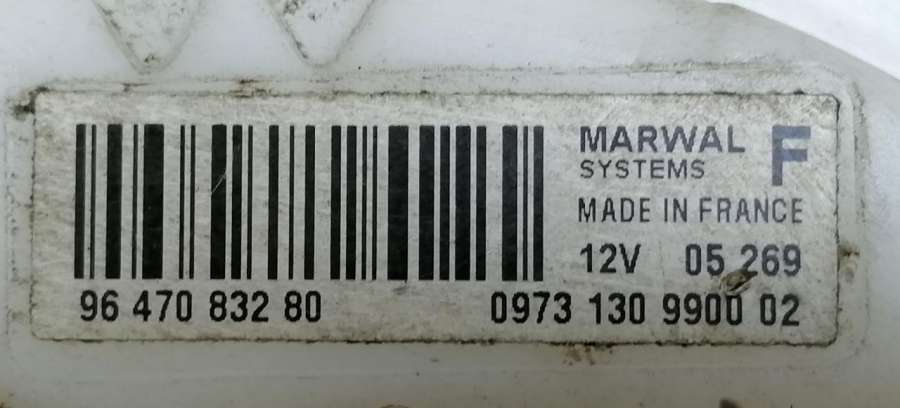 MARWAL F
SYSTEMS
MADE IN FRANCE
12V 05 269
96 470 832 80 0973 130 9900 02